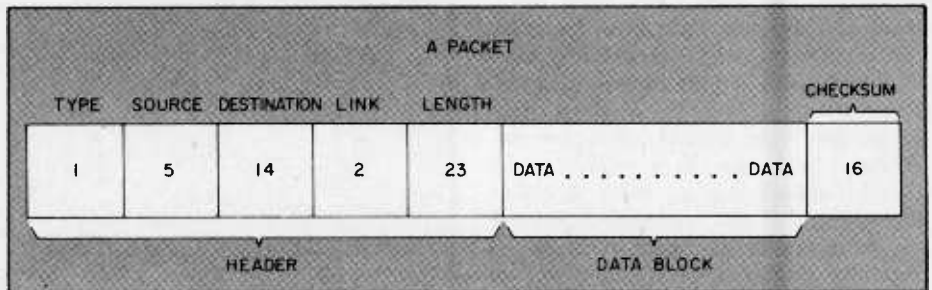 A PACKET
CHECKSUM
TYPE SOURCE DESTINATION LINK LENGTH
1 5 14 2 23 DATA . . . . . . . . . . DATA 16
HEADER DATA BLOCK